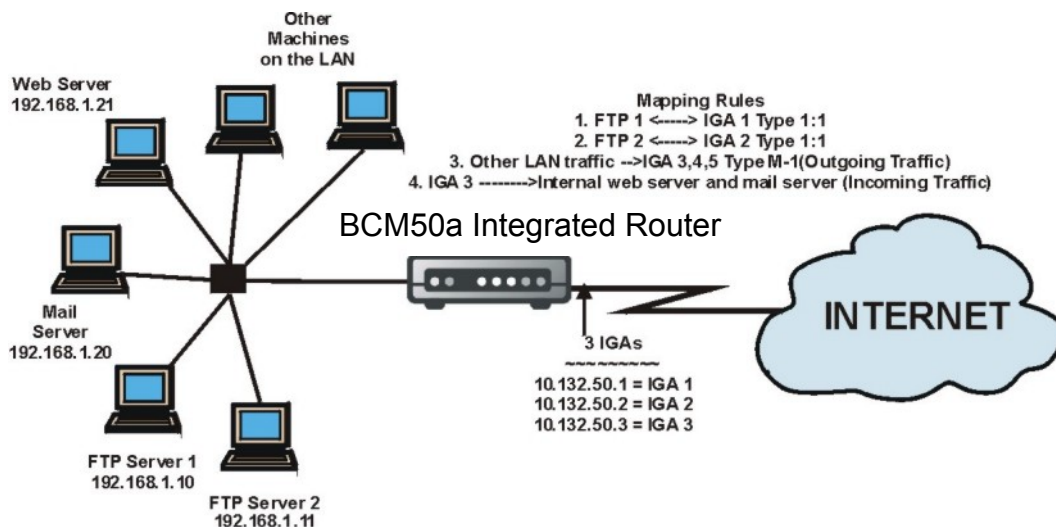 Other
Machines
on the LAN
Web Server
192.168.1.21
Mapping Rules
1. FTP 1 <-----> IGA 1 Type 1:1
2. FTP 2 <-----> IGA 2 Type 1:1
3. Other LAN traffic -->IGA 3,4,5 Type M-1(Outgoing Traffic)
4. IGA 3 -------->Internal web server and mail server (Incoming Traffic)
BCM50a Integrated Router
INTERNET
Mail
Server
192.168.1.20
3 IGAs
~~~~~~~~~
10.132.50.1 = IGA 1
10.132.50.2 = IGA 2
10.132.50.3 = IGA 3
FTP Server 1
192.168.1.10
FTP Server 2
192.168.1.11